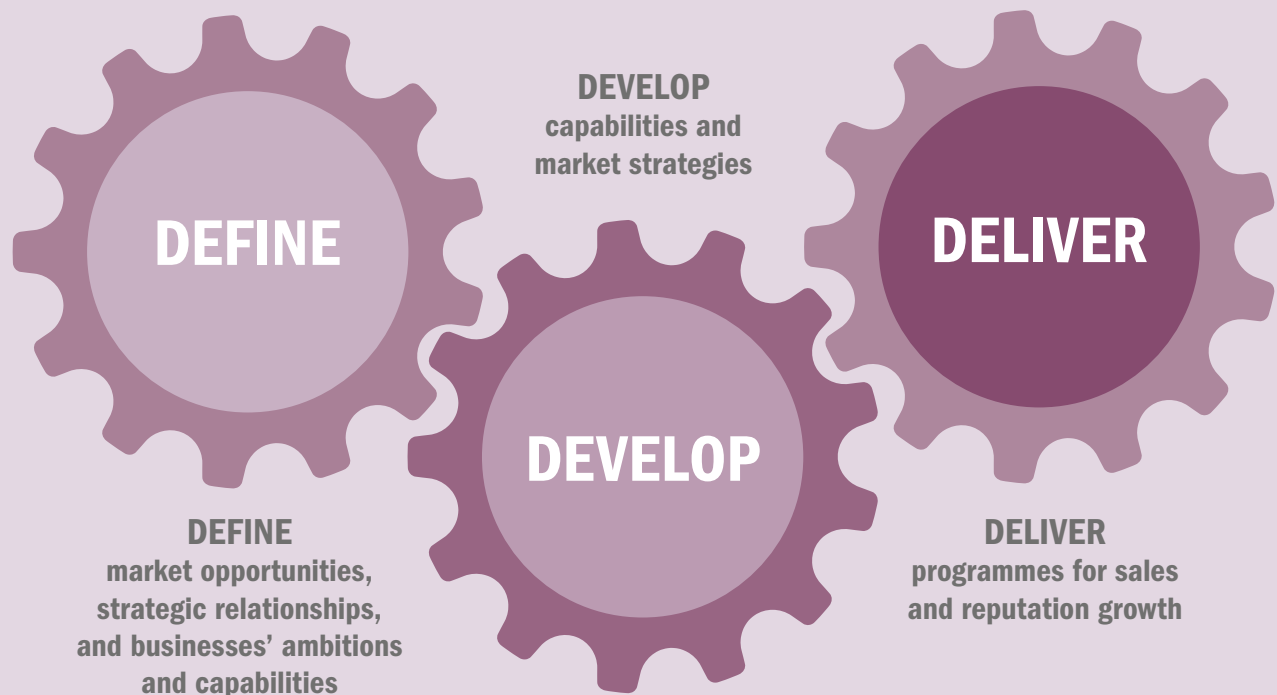 DEFINE
DEFINE
market opportunities,
strategic relationships,
and businesses’ ambitions
and capabilities
DEVELOP
capabilities and
market strategies
DEVELOP
DELIVER
DELIVER
programmes for sales
and reputation growth